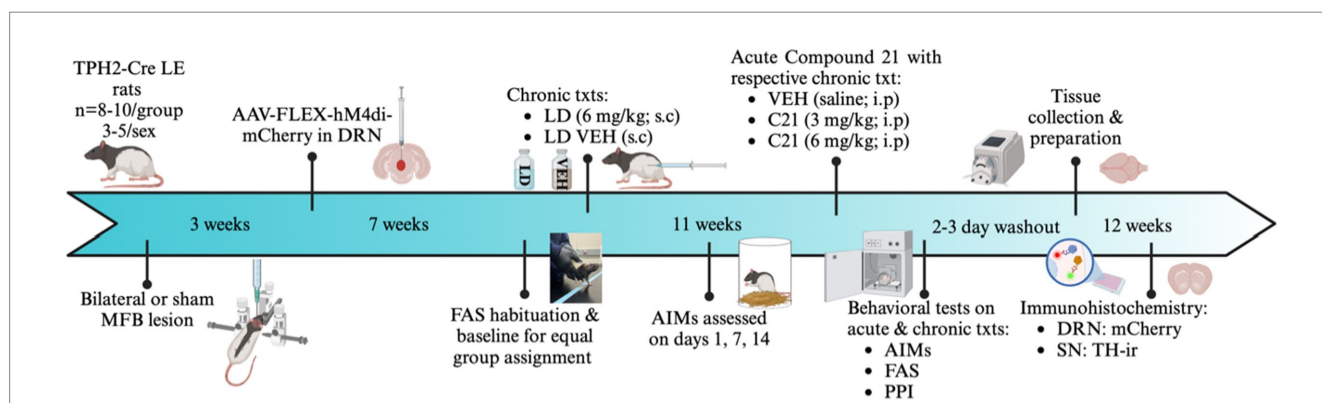 TPH2-Cre LE
rats
n=8-10/group
3-5/sex
AAV-FLEX-hM4di-
mCherry in DRN
Chronic txts:
• LD (6 mg/kg; s.c)
• LD VEH (s.c)
LD
VEH
Acute Compound 21 with
respective chronic txt:
• VEH (saline; i.p)
• C21 (3 mg/kg; i.p)
• C21 (6 mg/kg; i.p)
Tissue
collection &
preparation
3 weeks
7 weeks
11 weeks
2-3 day washout
12 weeks
Bilateral or sham
MFB lesion
FAS habituation &
baseline for equal
group assignment
AIMs assessed
on days 1, 7, 14
Behavioral tests on
acute & chronic txts:
• AIMs
• FAS
• PPI
Immunohistochemistry:
• DRN: mCherry
• SN: TH-ir